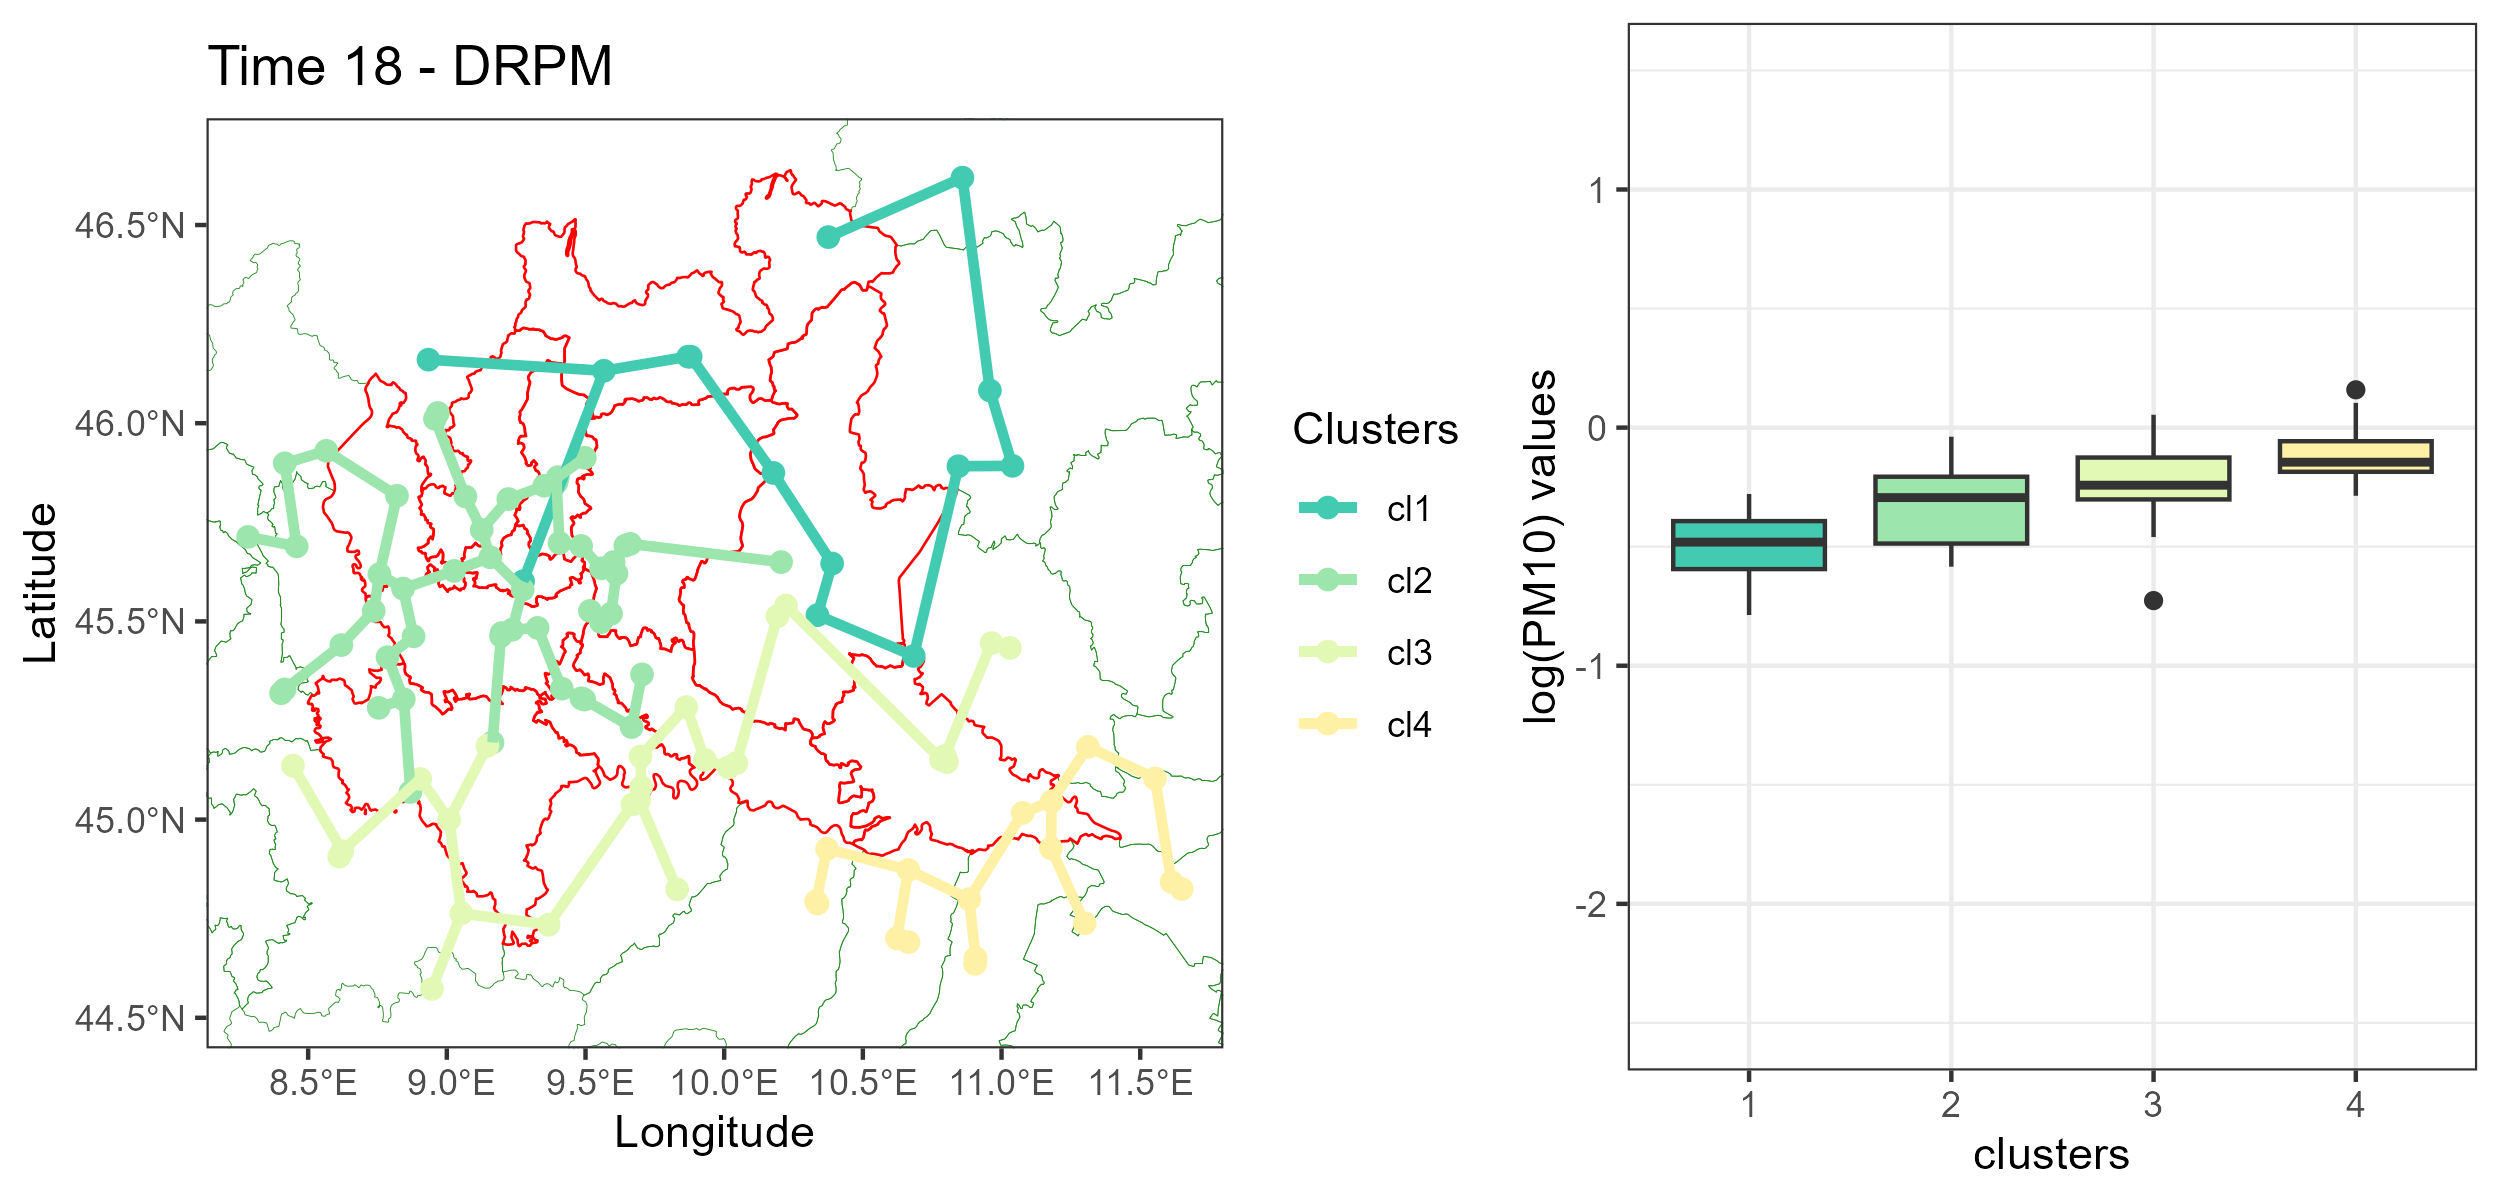 Time 18 - DRPM
Latitude
46.5°N
46.0°N
45.5°N
45.0°N
44.5°N
8.5°E
9.0°E
9.5°E
10.0°E
10.5°E
11.0°E
11.5°E
Longitude
Clusters
cl1
cl2
cl3
cl4
log(PM10) values
1
0
-1
-2
1
2
3
4
clusters